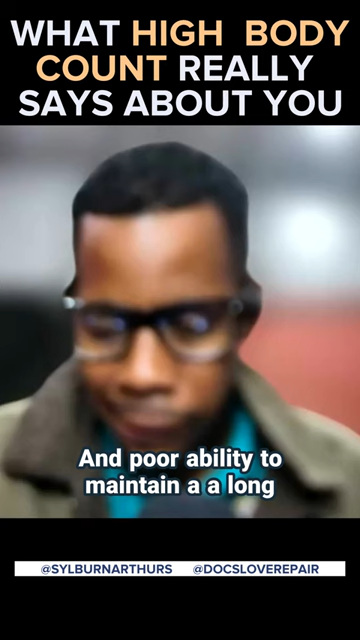 WHAT HIGH BODY
COUNT REALLY
SAYS ABOUT YOU
And poor ability to
maintain a a long
@SYLBURNARTHURS @DOCSLOVEREPAIR